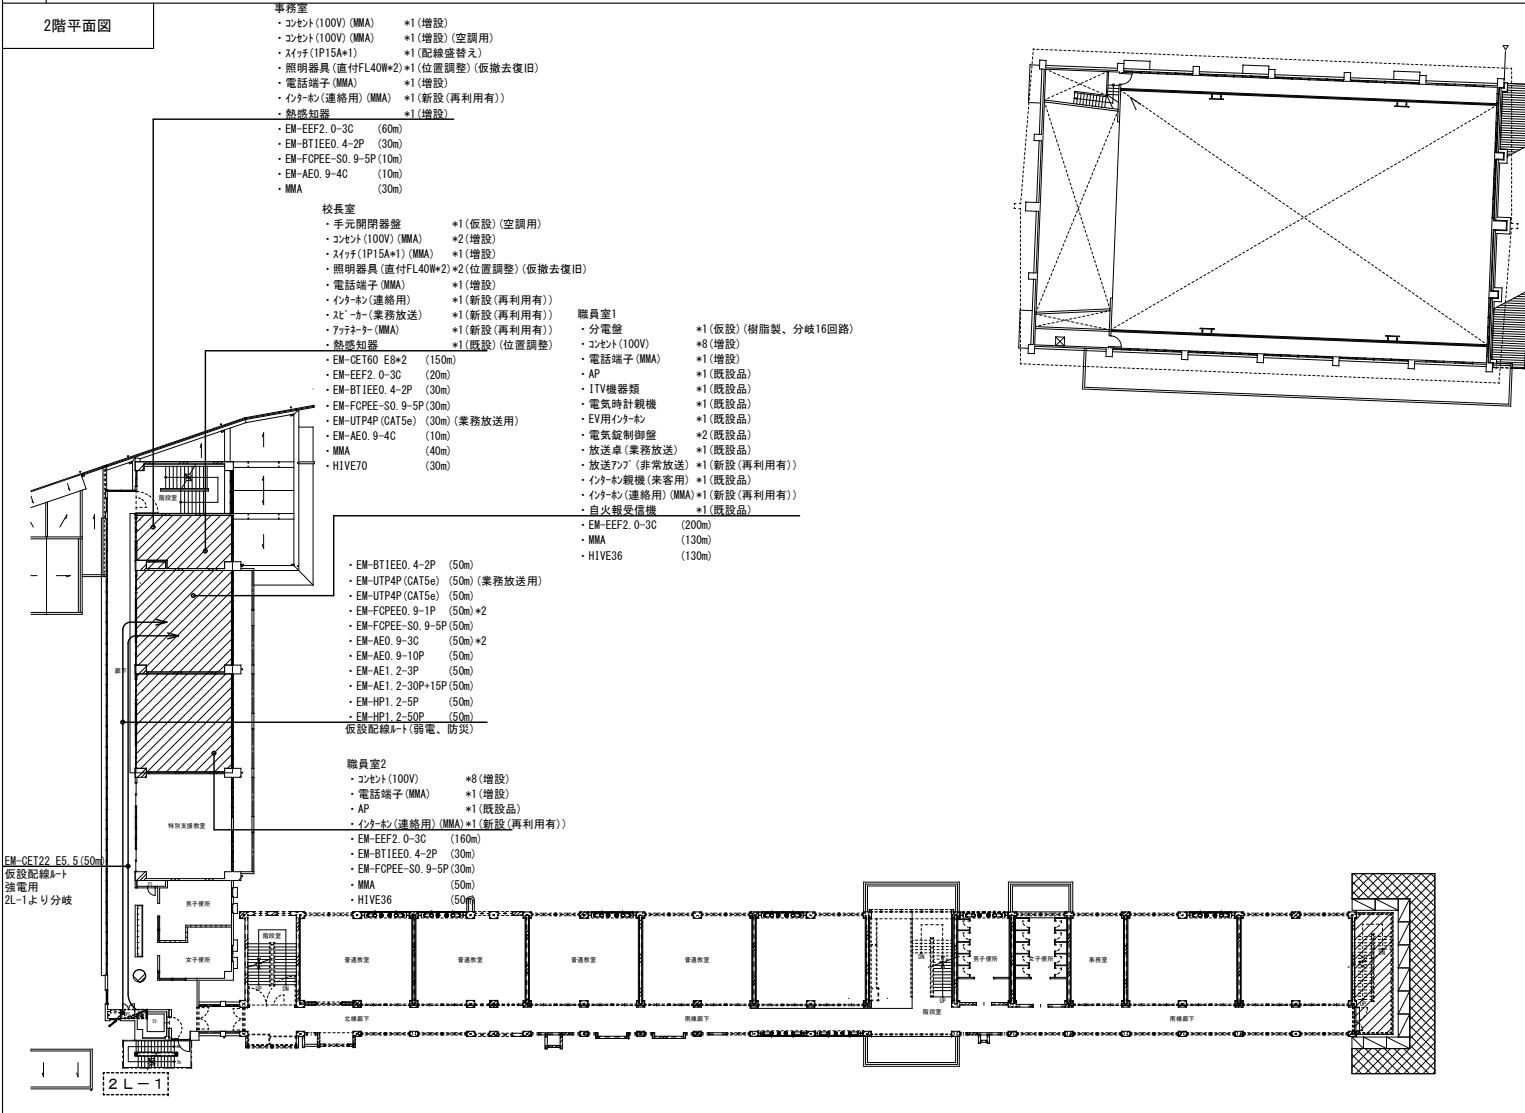 2階平面図
事務室
・コンセント(100V)(MMA) *1(増設)
・コンセント(100V)(MMA) *1(増設)(空調用)
・スイッチ(1P15A*1) *1(配線盛替え)
・照明器具(直付FL40W*2)*1(位置調整)(仮撤去復旧)
・電話端子(MMA) *1(増設)
・インターホン(連絡用)(MMA) *1(新設(再利用有))
・熱感知器 *1(増設)
・EM-EEF2.0-3C (60m)
・EM-BTIEE0.4-2P (30m)
・EM-FCPEE-S0.9-5P(10m)
・EM-AE0.9-4C (10m)
・MMA (30m)
校長室
・手元開閉器盤 *1(仮設)(空調用)
・コンセント(100V)(MMA) *2(増設)
・スイッチ(1P15A*1)(MMA) *1(増設)
・照明器具(直付FL40W*2)*2(位置調整)(仮撤去復旧)
・電話端子(MMA) *1(増設)
・インターホン(連絡用) *1(新設(再利用有))
・スピーカー(業務放送) *1(新設(再利用有))
・アッテネーター(MMA) *1(新設(再利用有))
・熱感知器 *1(既設)(位置調整)
・EM-CET60 E8*2 (150m)
・EM-EEF2.0-3C (20m)
・EM-BTIEE0.4-2P (30m)
・EM-FCPEE-S0.9-5P(30m)
・EM-UTP4P(CAT5e) (30m)(業務放送用)
・EM-AE0.9-4C (10m)
・MMA (40m)
・HIVE70 (30m)
職員室1
・分電盤 *1(仮設)(樹脂製、分岐16回路)
・コンセント(100V) *8(増設)
・電話端子(MMA) *1(増設)
・AP *1(既設品)
・ITV機器類 *1(既設品)
・電気時計親機 *1(既設品)
・EV用インターホン *1(既設品)
・電気錠制御盤 *2(既設品)
・放送卓(業務放送) *1(既設品)
・放送アンプ(非常放送) *1(新設(再利用有))
・インターホン親機(来客用) *1(既設品)
・インターホン(連絡用)(MMA)*1(新設(再利用有))
・自火報受信機 *1(既設品)
・EM-EEF2.0-3C (200m)
・MMA (130m)
・HIVE36 (130m)
・EM-BTIEE0.4-2P (50m)
・EM-UTP4P(CAT5e) (50m)(業務放送用)
・EM-UTP4P(CAT5e) (50m)
・EM-FCPEE0.9-1P (50m)*2
・EM-FCPEE-S0.9-5P(50m)
・EM-AE0.9-3C (50m)*2
・EM-AE0.9-10P (50m)
・EM-AE1.2-3P (50m)
・EM-AE1.2-30P+15P(50m)
・EM-HP1.2-5P (50m)
・EM-HP1.2-50P (50m)
仮設配線ルート(弱電、防災)
職員室2
・コンセント(100V) *8(増設)
・電話端子(MMA) *1(増設)
・AP *1(既設品)
・インターホン(連絡用)(MMA)*1(新設(再利用有))
・EM-EEF2.0-3C (160m)
・EM-BTIEE0.4-2P (30m)
・EM-FCPEE-S0.9-5P(30m)
・MMA (50m)
・HIVE36 (50m)
EM-CET22 E5.5(50m)
仮設配線ルート
強電用
2L-1より分岐
階段室
廊下
特別支援教室
男子便所
女子便所
EV
2L-1
階段室
UP DN
普通教室
普通教室
普通教室
普通教室
階段室
DN
UP
男子便所
女子便所
事務室
北棟廊下
南棟廊下
南棟廊下